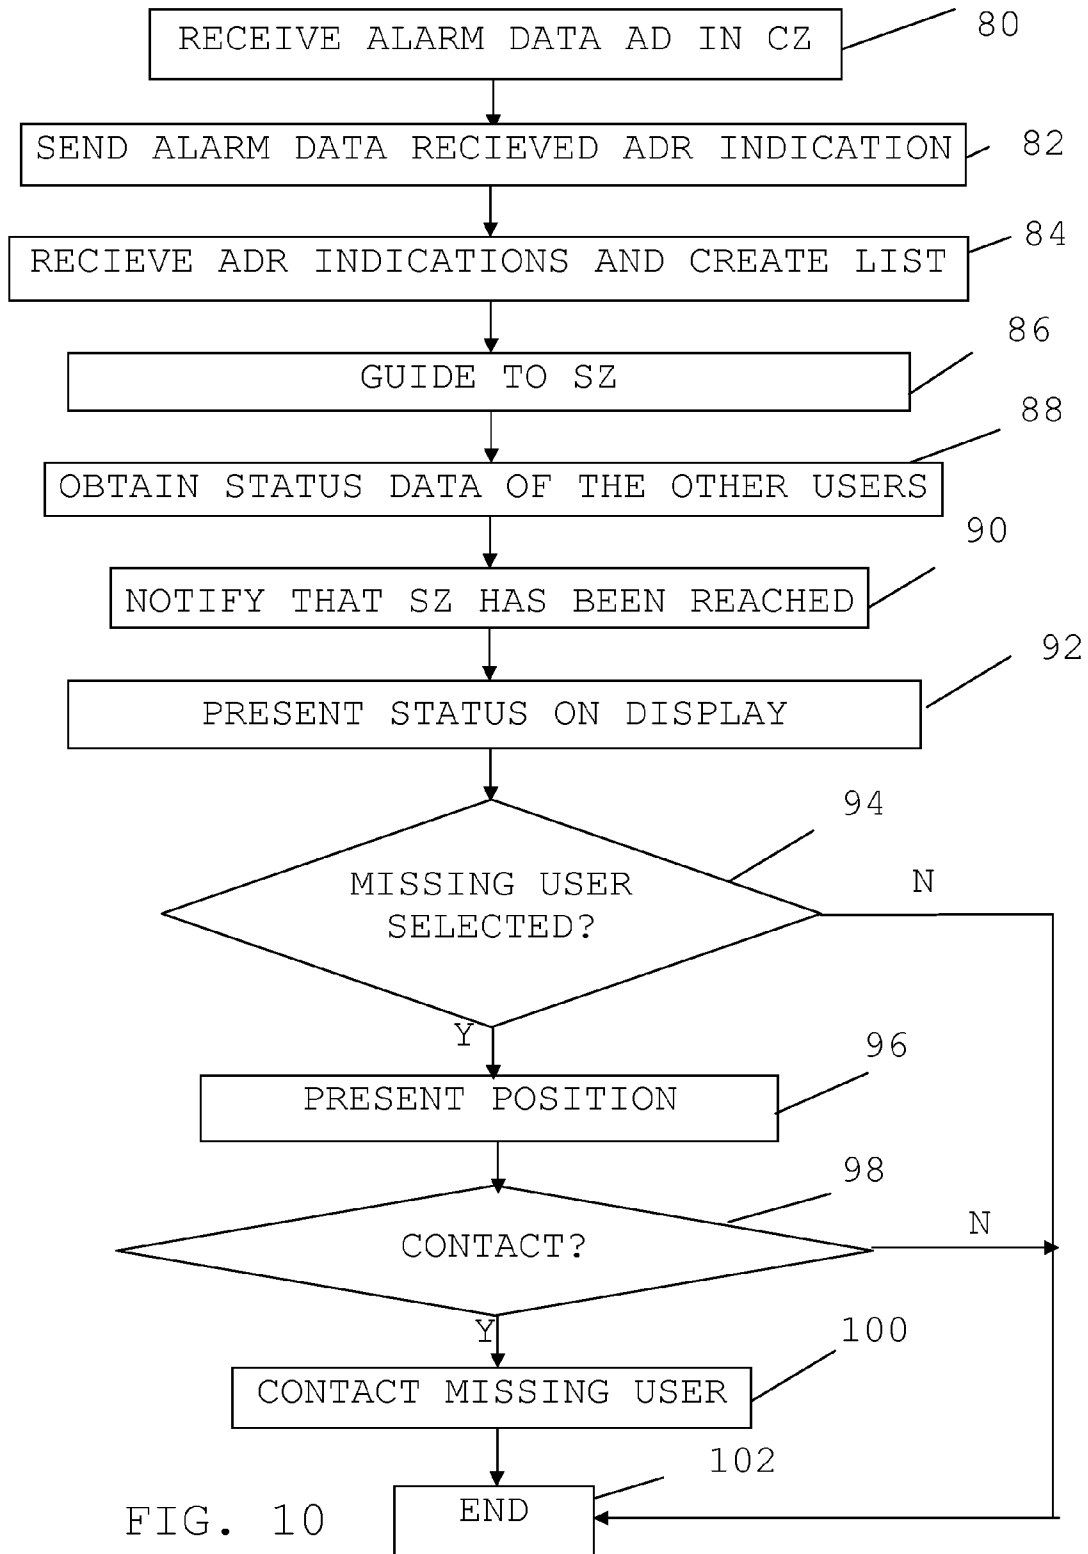 RECEIVE ALARM DATA AD IN CZ
80
SEND ALARM DATA RECIEVED ADR INDICATION
82
RECIEVE ADR INDICATIONS AND CREATE LIST
84
86
GUIDE TO SZ
88
OBTAIN STATUS DATA OF THE OTHER USERS
90
NOTIFY THAT SZ HAS BEEN REACHED
92
PRESENT STATUS ON DISPLAY
94
MISSING USER
SELECTED?
N
Y
96
PRESENT POSITION
98
CONTACT?
N
Y
100
CONTACT MISSING USER
102
END
FIG. 10